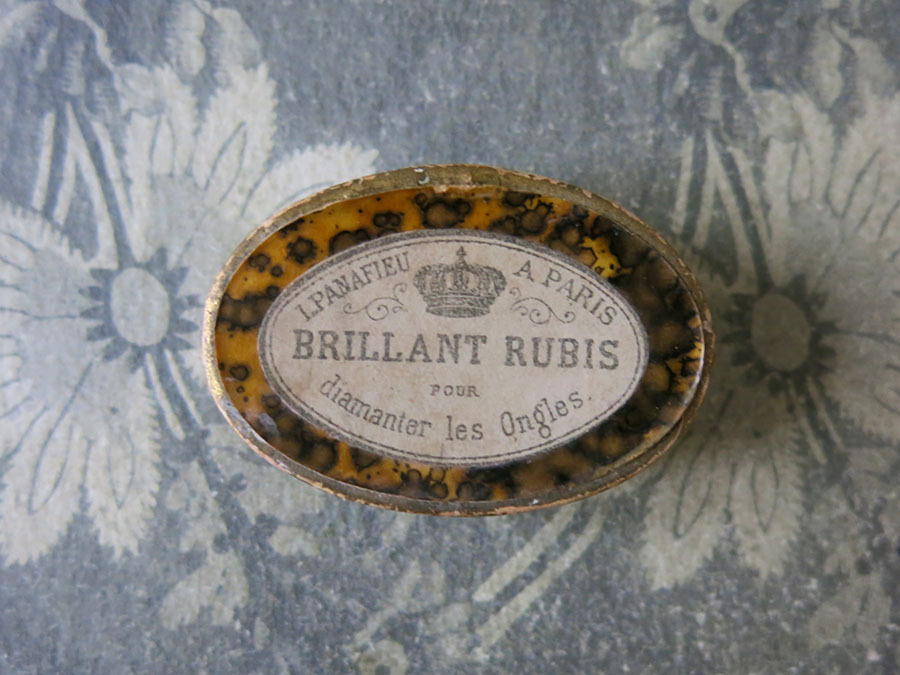 I. PANAFIEU A PARIS
BRILLANT RUBIS
POUR
diamanter les Ongles.